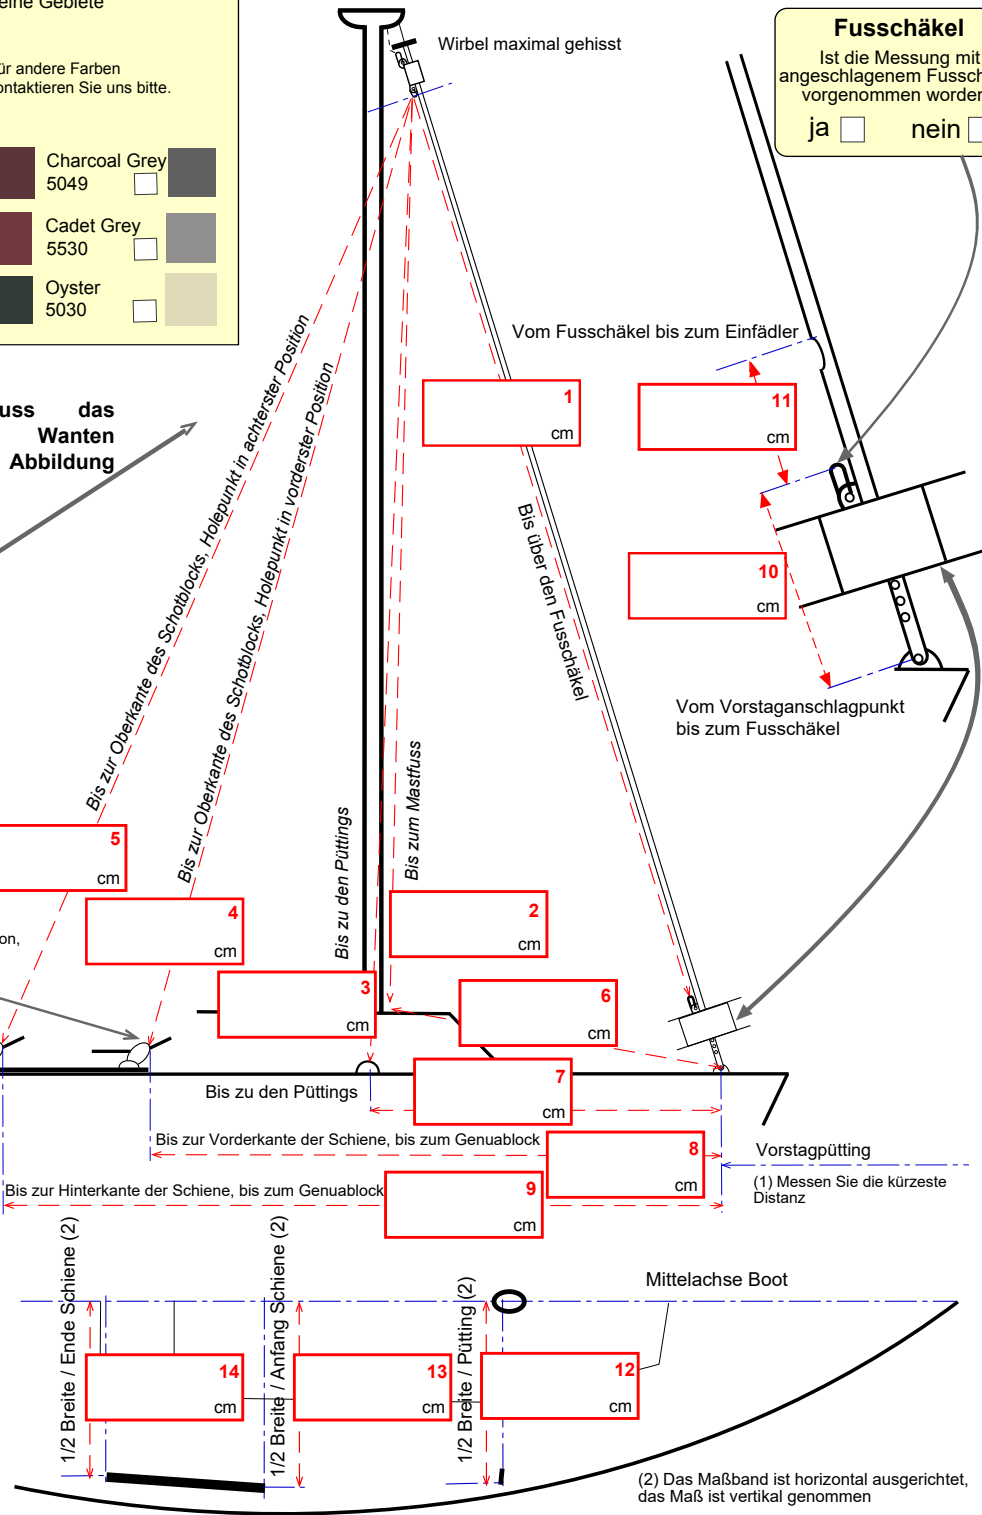 eine Gebiete
ür andere Farben
ontaktieren Sie uns bitte.
Charcoal Grey
5049
Cadet Grey
5530
Oyster
5030
Wirbel maximal gehisst
Fusschäkel
Ist die Messung mit
angeschlagenem Fussch
vorgenommen worden
ja
nein
Vom Fusschäkel bis zum Einfädler
uss das
Wanten
Abbildung
1
cm
11
cm
10
cm
Vom Vorstaganschlagpunkt
bis zum Fusschäkel
Bis zur Oberkante des Schotblocks, Holepunkt in achterster Position
Bis zur Oberkante des Schotblocks, Holepunkt in vorderster Position
Bis zu den Püttings
Bis zum Mastfuss
Bis über den Fusschäkel
5
cm
4
cm
on,
3
cm
2
cm
6
cm
7
cm
Bis zu den Püttings
Bis zur Vorderkante der Schiene, bis zum Genuablock
8
cm
Vorstagpütting
(1) Messen Sie die kürzeste
Distanz
Bis zur Hinterkante der Schiene, bis zum Genuablock
9
cm
1/2 Breite / Ende Schiene (2)
1/2 Breite / Anfang Schiene (2)
1/2 Breite / Pütting (2)
Mittelachse Boot
14
cm
13
cm
12
cm
(2) Das Maßband ist horizontal ausgerichtet,
das Maß ist vertikal genommen